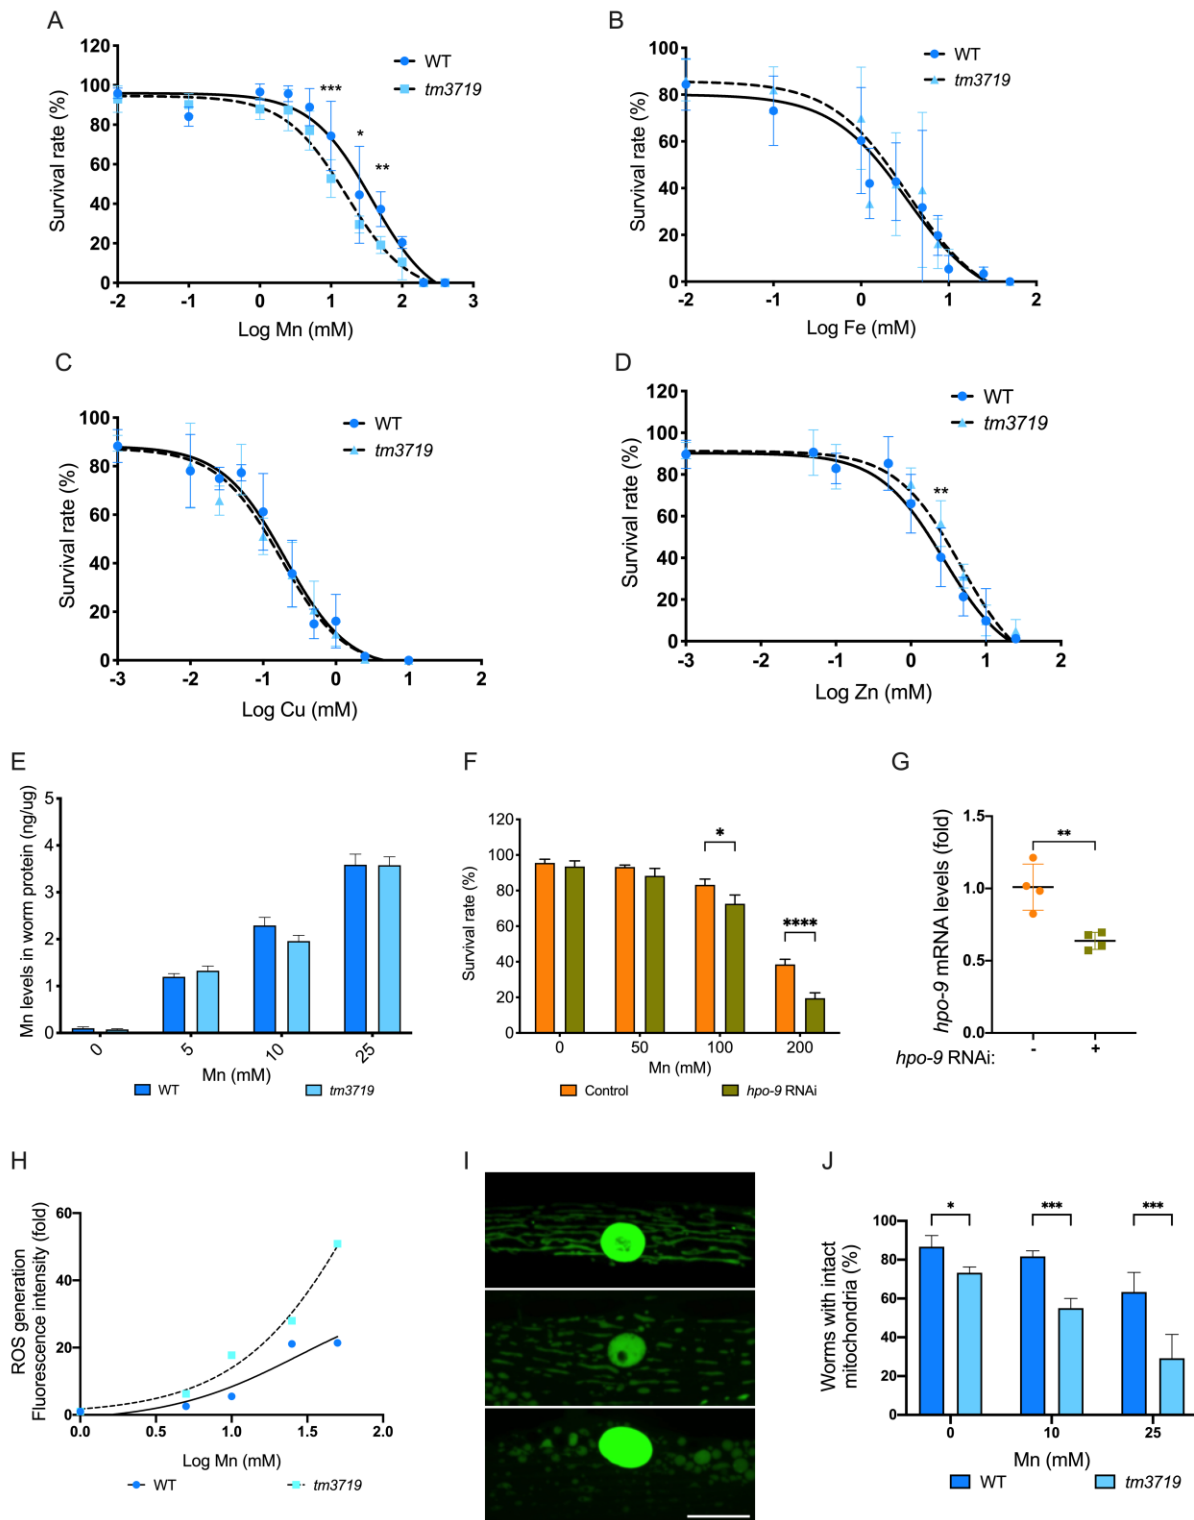 A
120
100
80
60
40
20
0
Survival rate (%)
WT
tm3719
***
*
**
-2
-1
0
1
2
3
Log Mn (mM)
B
100
80
60
40
20
0
Survival rate (%)
WT
tm3719
-2
-1
0
1
2
Log Fe (mM)
C
100
80
60
40
20
0
Survival rate (%)
WT
tm3719
-3
-2
-1
0
1
2
Log Cu (mM)
D
120
100
80
60
40
20
0
Survival rate (%)
WT
tm3719
**
-3
-2
-1
0
1
2
Log Zn (mM)
E
5
4
3
2
1
0
Mn levels in worm protein (ng/ug)
0
5
10
25
Mn (mM)
WT
tm3719
F
120
100
80
60
40
20
0
Survival rate (%)
*
****
0
50
100
200
Mn (mM)
Control
hpo-9 RNAi
G
1.5
1.0
0.5
0.0
hpo-9 mRNA levels (fold)
**
hpo-9 RNAi:
-
+
H
60
40
20
0
ROS generation
Fluorescence intensity (fold)
0.0
0.5
1.0
1.5
2.0
Log Mn (mM)
WT
tm3719
I
J
100
80
60
40
20
0
Worms with intact
mitochondria (%)
*
***
***
0
10
25
Mn (mM)
WT
tm3719